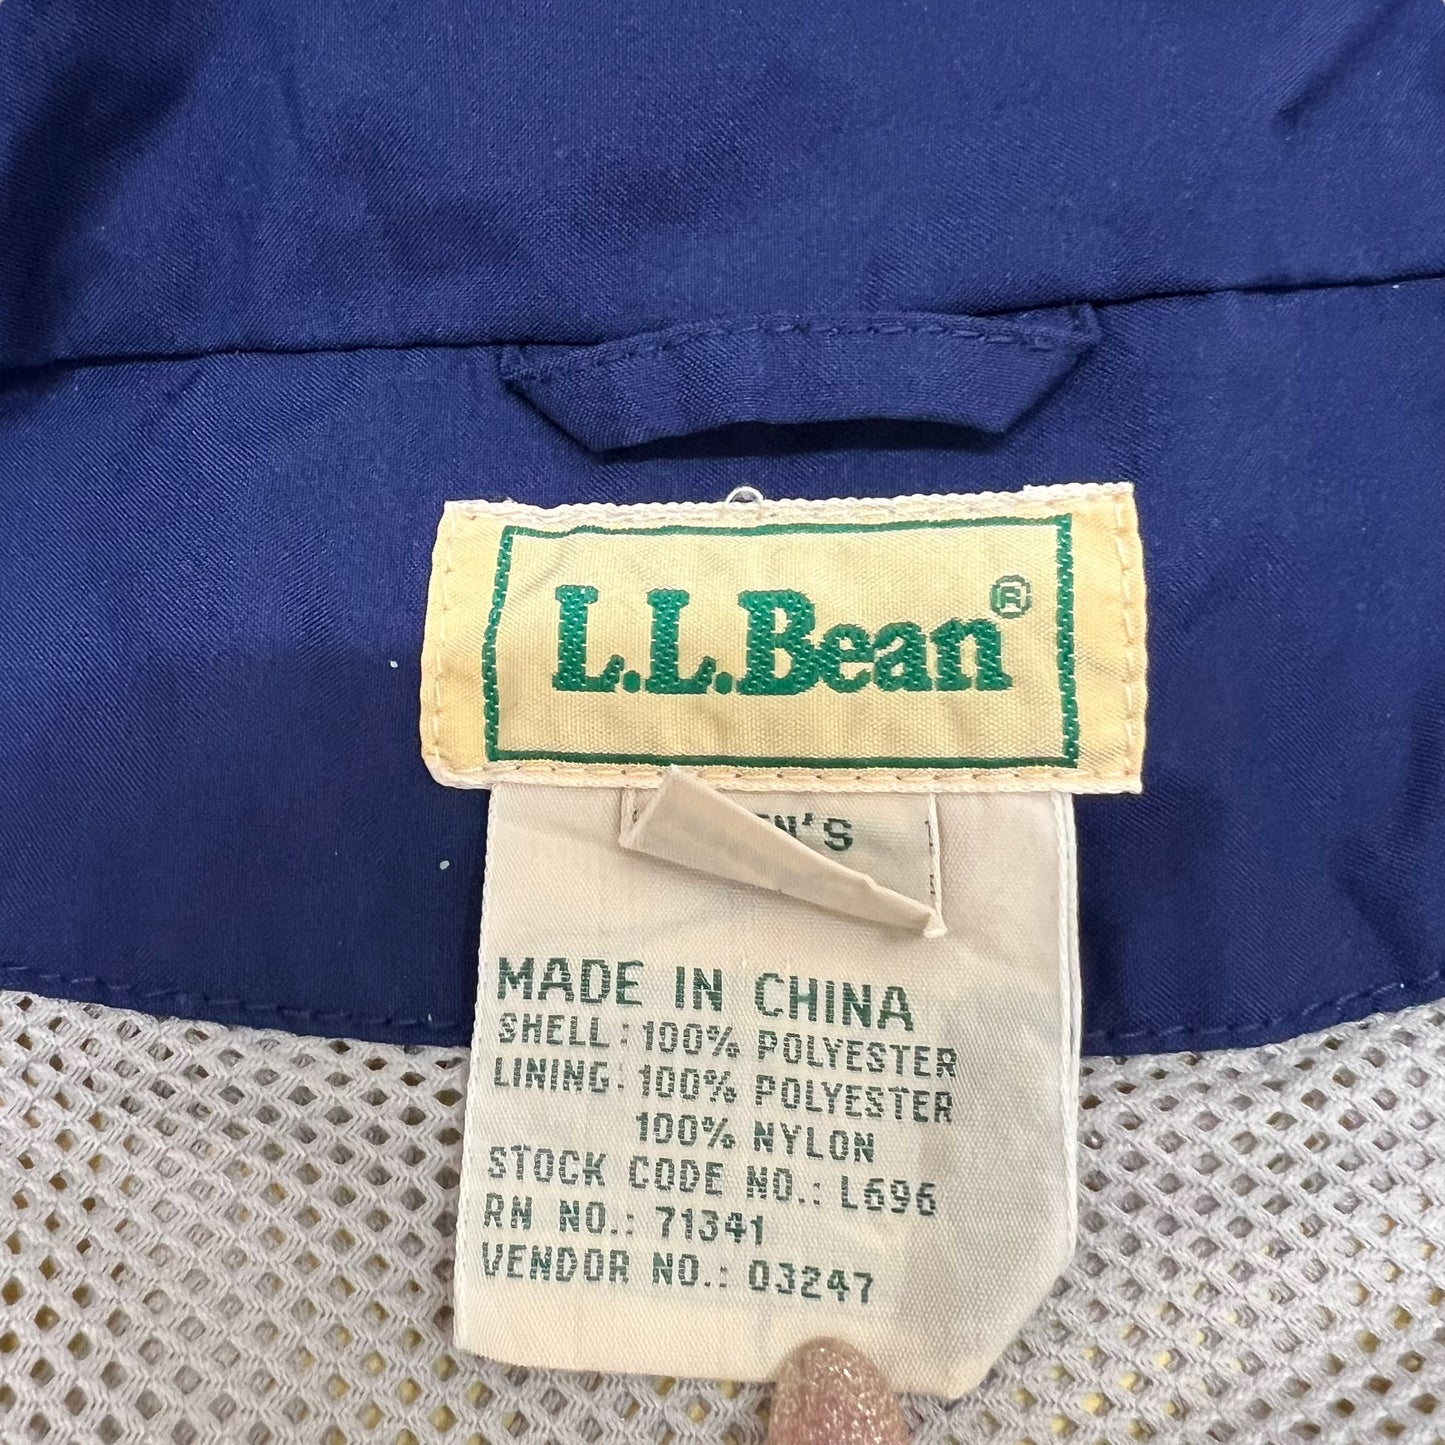 L.L.Bean®
MADE IN CHINA
SHELL: 100% POLYESTER
LINING: 100% POLYESTER
100% NYLON
STOCK CODE NO.: L696
RN NO.: 71341
VENDOR NO.: 03247